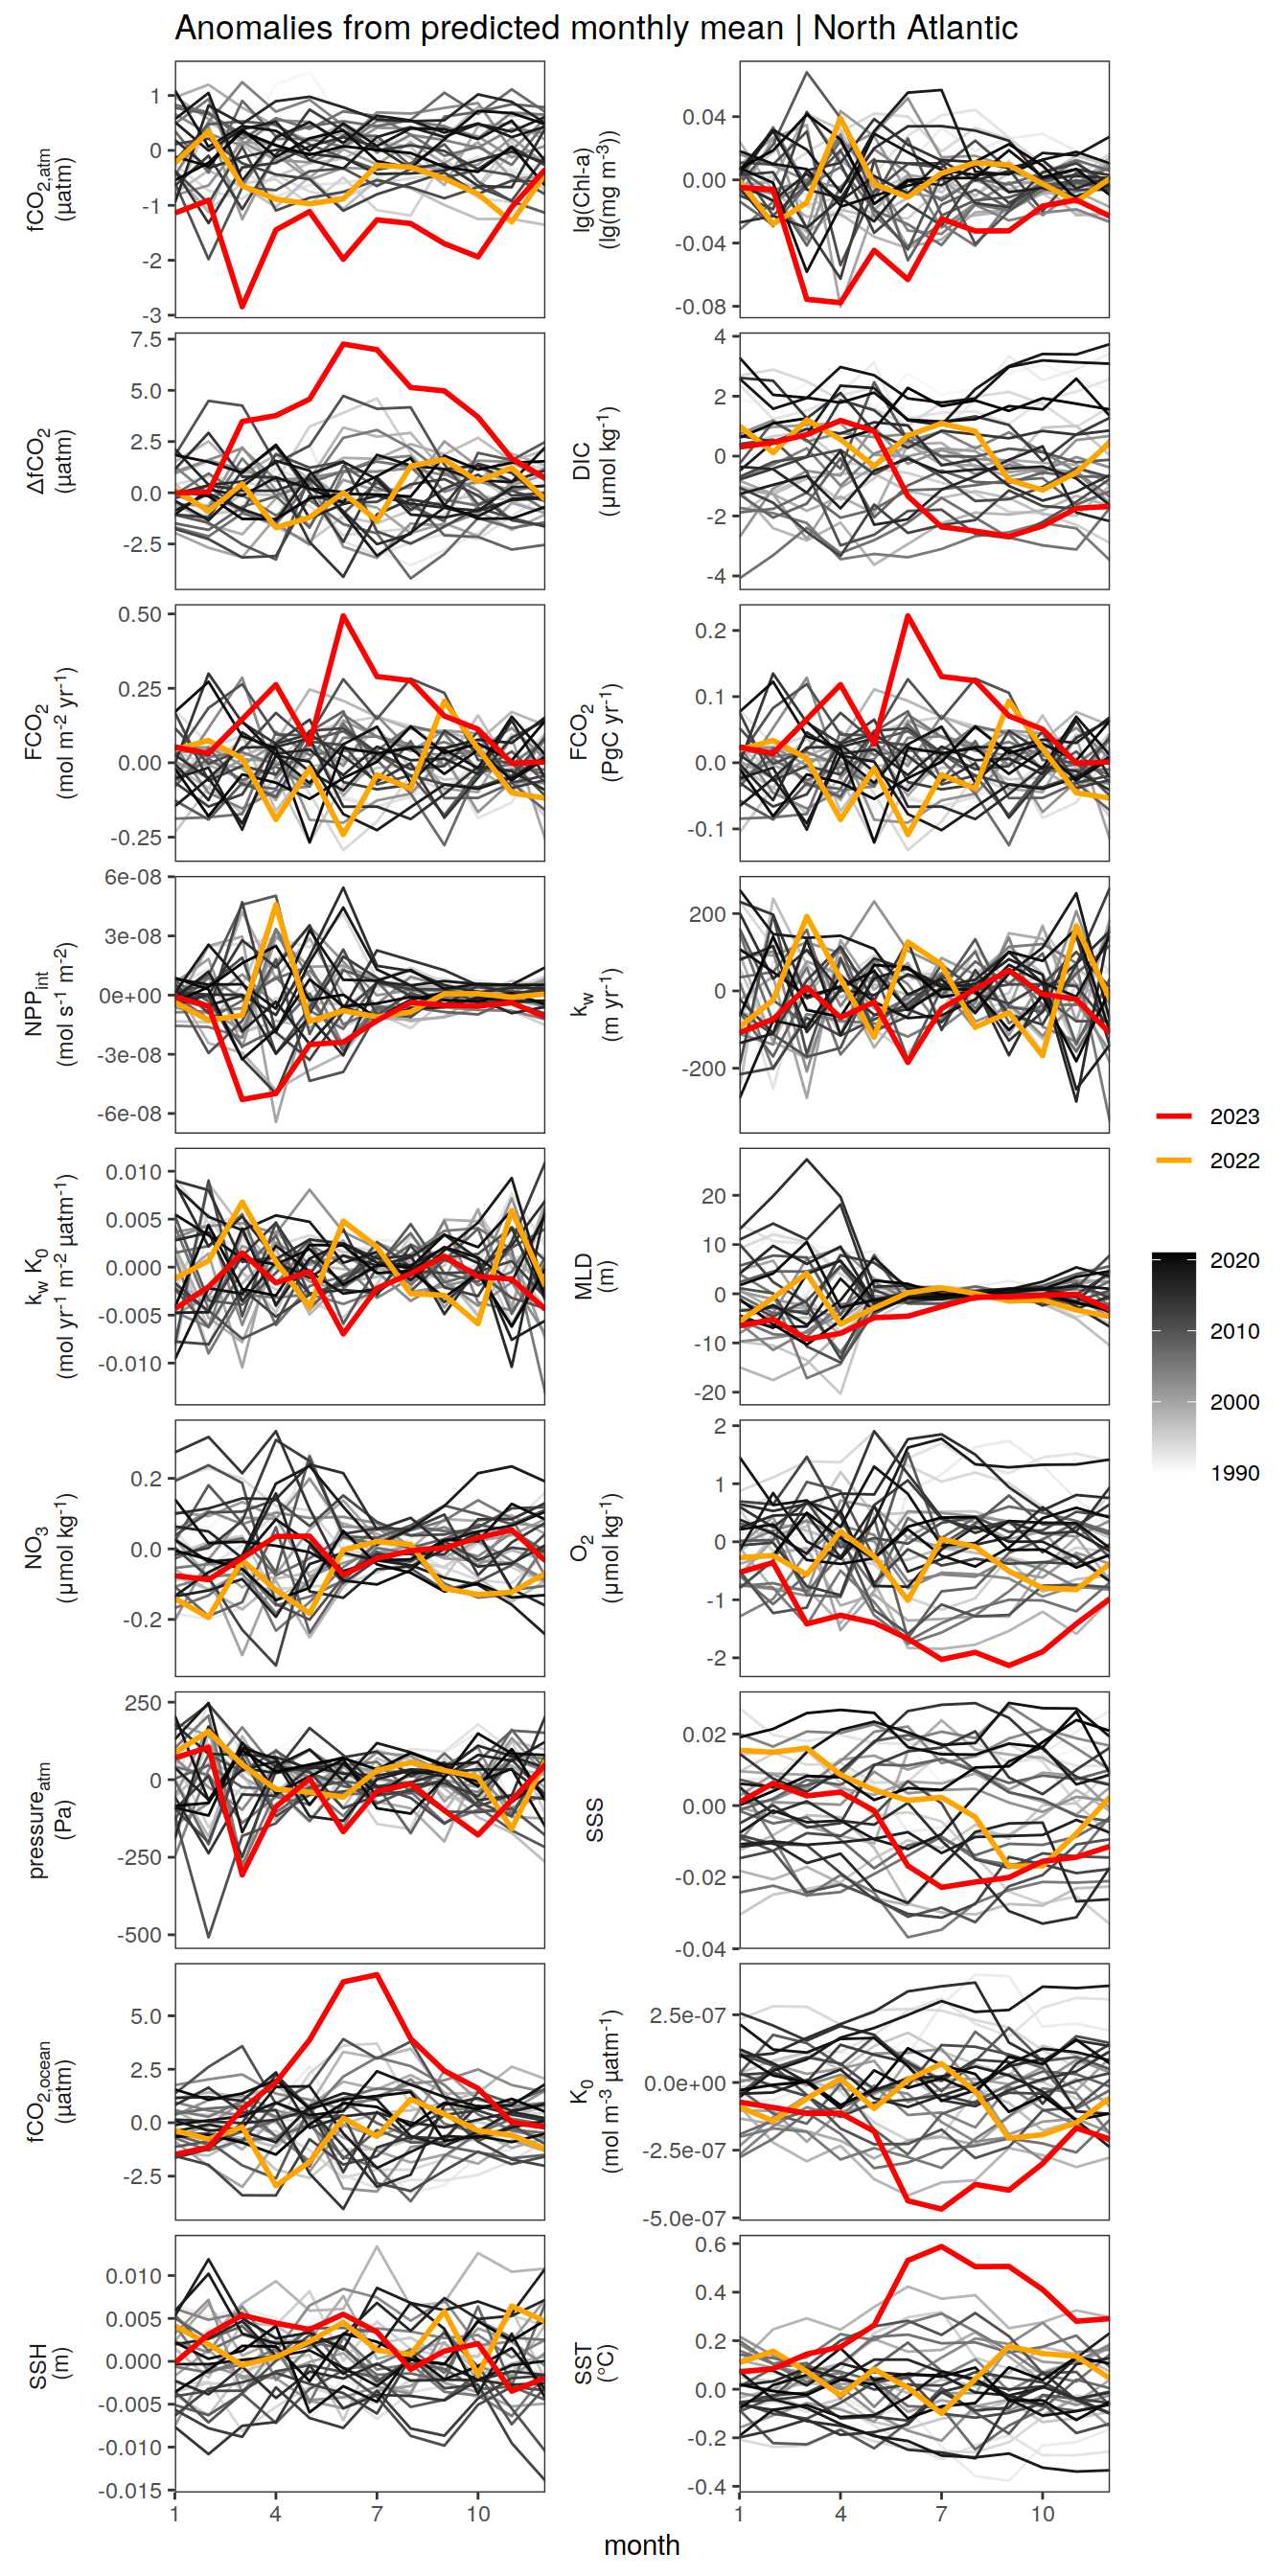 Anomalies from predicted monthly mean | North Atlantic
fCO2,atm
(µatm)
1
0
-1
-2
-3
lg(Chl-a)
(lg(mg m-3))
0.04
0.00
-0.04
-0.08
ΔfCO2
(µatm)
7.5
5.0
2.5
0.0
-2.5
DIC
(µmol kg-1)
4
2
0
-2
-4
FCO2
(mol m-2 yr-1)
0.50
0.25
0.00
-0.25
FCO2
(PgC yr-1)
0.2
0.1
0.0
-0.1
NPPint
(mol s-1 m-2)
6e-08
3e-08
0e+00
-3e-08
-6e-08
kw
(m yr-1)
200
0
-200
kw K0
(mol yr-1 m-2 µatm-1)
0.010
0.005
0.000
-0.005
-0.010
MLD
(m)
20
10
0
-10
-20
NO3
(µmol kg-1)
0.2
0.0
-0.2
O2
(µmol kg-1)
2
1
0
-1
-2
pressureatm
(Pa)
250
0
-250
-500
SSS
0.02
0.00
-0.02
-0.04
fCO2,ocean
(µatm)
5.0
2.5
0.0
-2.5
K0
(mol m-3 µatm-1)
2.5e-07
0.0e+00
-2.5e-07
-5.0e-07
SSH
(m)
0.010
0.005
0.000
-0.005
-0.010
-0.015
SST
(°C)
0.6
0.4
0.2
0.0
-0.2
-0.4
1 4 7 10
1 4 7 10
month
2023
2022
2020
2010
2000
1990